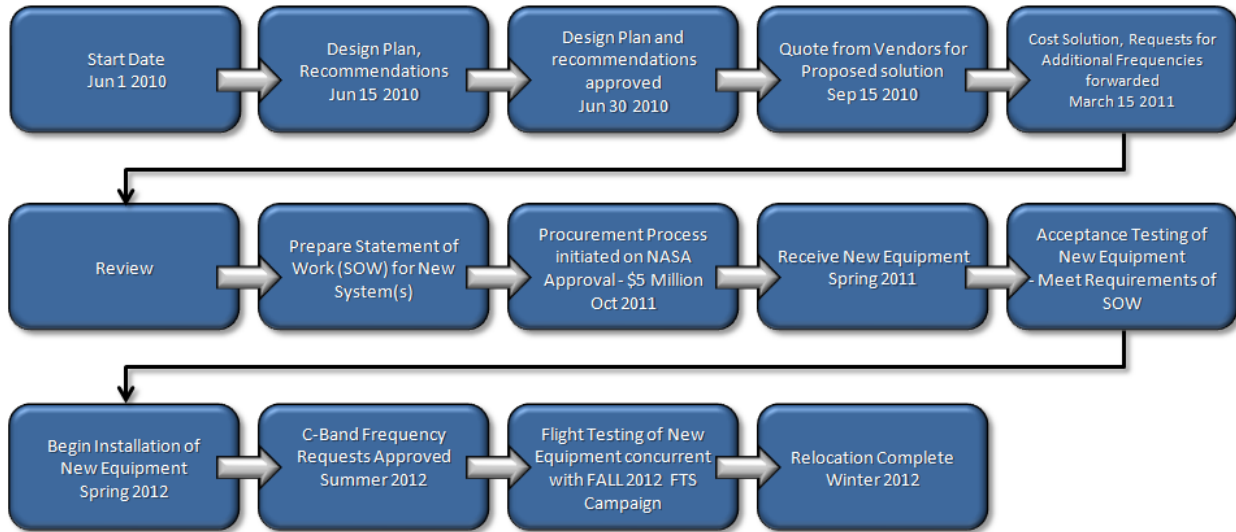 Start Date
Jun 1 2010
Design Plan,
Recommendations
Jun 15 2010
Design Plan and
recommendations
approved
Jun 30 2010
Quote from Vendors for
Proposed solution
Sep 15 2010
Cost Solution, Requests for
Additional Frequencies
forwarded
March 15 2011
Review
Prepare Statement of
Work (SOW) for New
System(s)
Procurement Process
initiated on NASA
Approval - $5 Million
Oct 2011
Receive New Equipment
Spring 2011
Acceptance Testing of
New Equipment
- Meet Requirements of
SOW
Begin Installation of
New Equipment
Spring 2012
C-Band Frequency
Requests Approved
Summer 2012
Flight Testing of New
Equipment concurrent
with FALL 2012 FTS
Campaign
Relocation Complete
Winter 2012